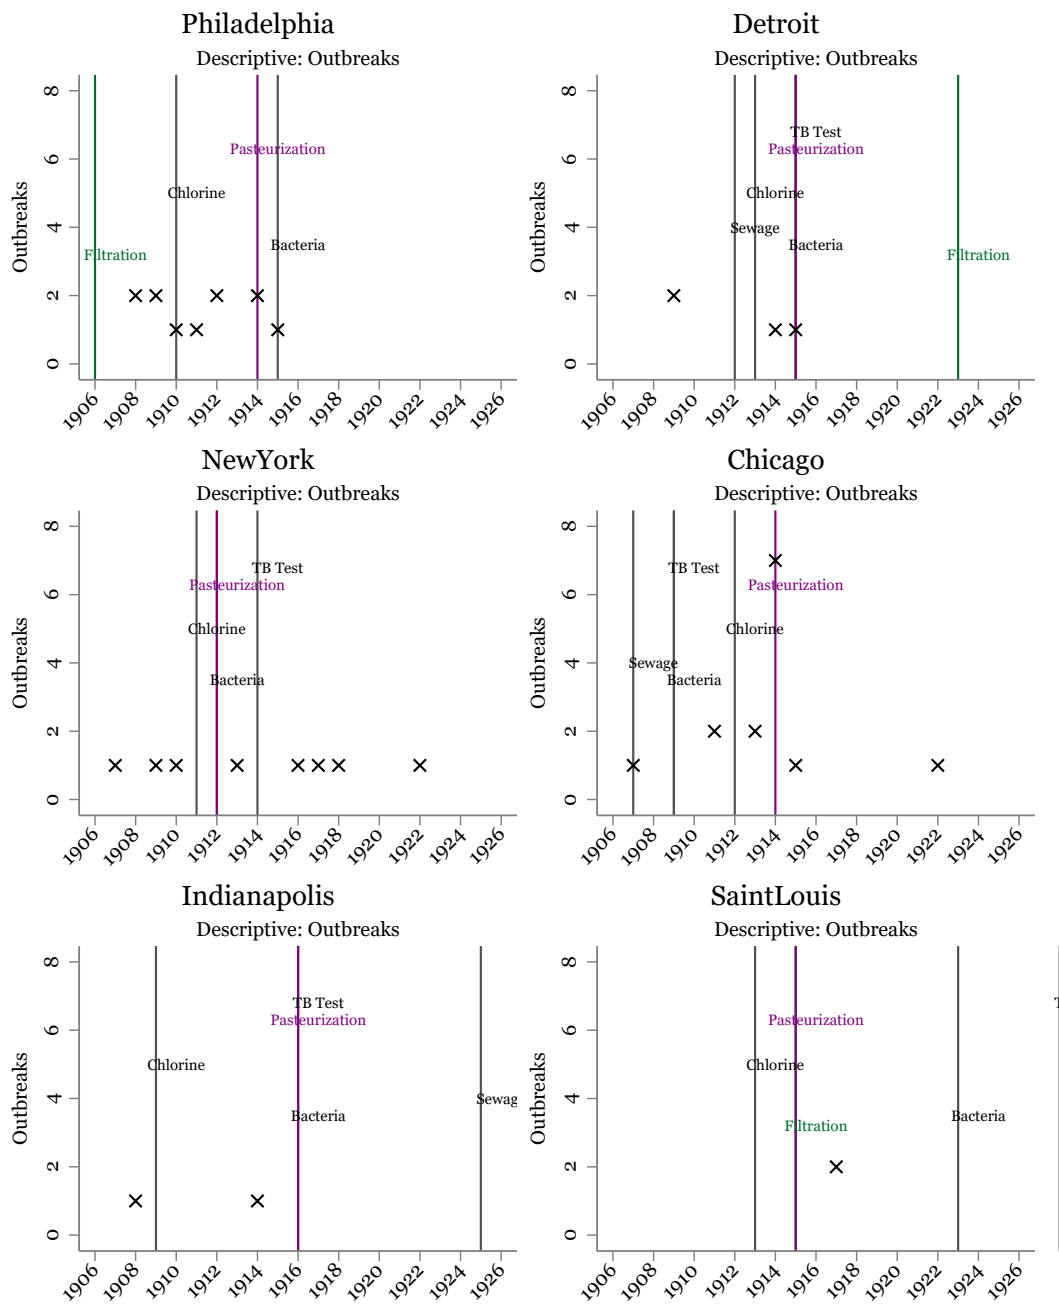 Philadelphia
Descriptive: Outbreaks
Outbreaks
8
6
4
2
0
Pasteurization
Chlorine
Bacteria
Filtration
1906 1908 1910 1912 1914 1916 1918 1920 1922 1924 1926
Detroit
Descriptive: Outbreaks
Outbreaks
8
6
4
2
0
TB Test
Pasteurization
Chlorine
Sewage
Bacteria
Filtration
1906 1908 1910 1912 1914 1916 1918 1920 1922 1924 1926
NewYork
Descriptive: Outbreaks
Outbreaks
8
6
4
2
0
TB Test
Pasteurization
Chlorine
Bacteria
1906 1908 1910 1912 1914 1916 1918 1920 1922 1924 1926
Chicago
Descriptive: Outbreaks
Outbreaks
8
6
4
2
0
TB Test
Pasteurization
Chlorine
Sewage
Bacteria
1906 1908 1910 1912 1914 1916 1918 1920 1922 1924 1926
Indianapolis
Descriptive: Outbreaks
Outbreaks
8
6
4
2
0
TB Test
Pasteurization
Chlorine
Sewag
Bacteria
1906 1908 1910 1912 1914 1916 1918 1920 1922 1924 1926
SaintLouis
Descriptive: Outbreaks
Outbreaks
8
6
4
2
0
Pasteurization
Chlorine
Bacteria
Filtration
1906 1908 1910 1912 1914 1916 1918 1920 1922 1924 1926